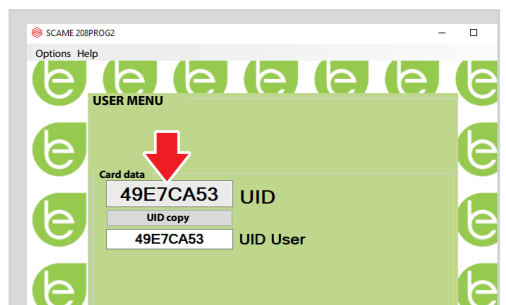 SCAME 208PROG2
Options Help
USER MENU
Card data
49E7CA53 UID
UID copy
49E7CA53 UID User